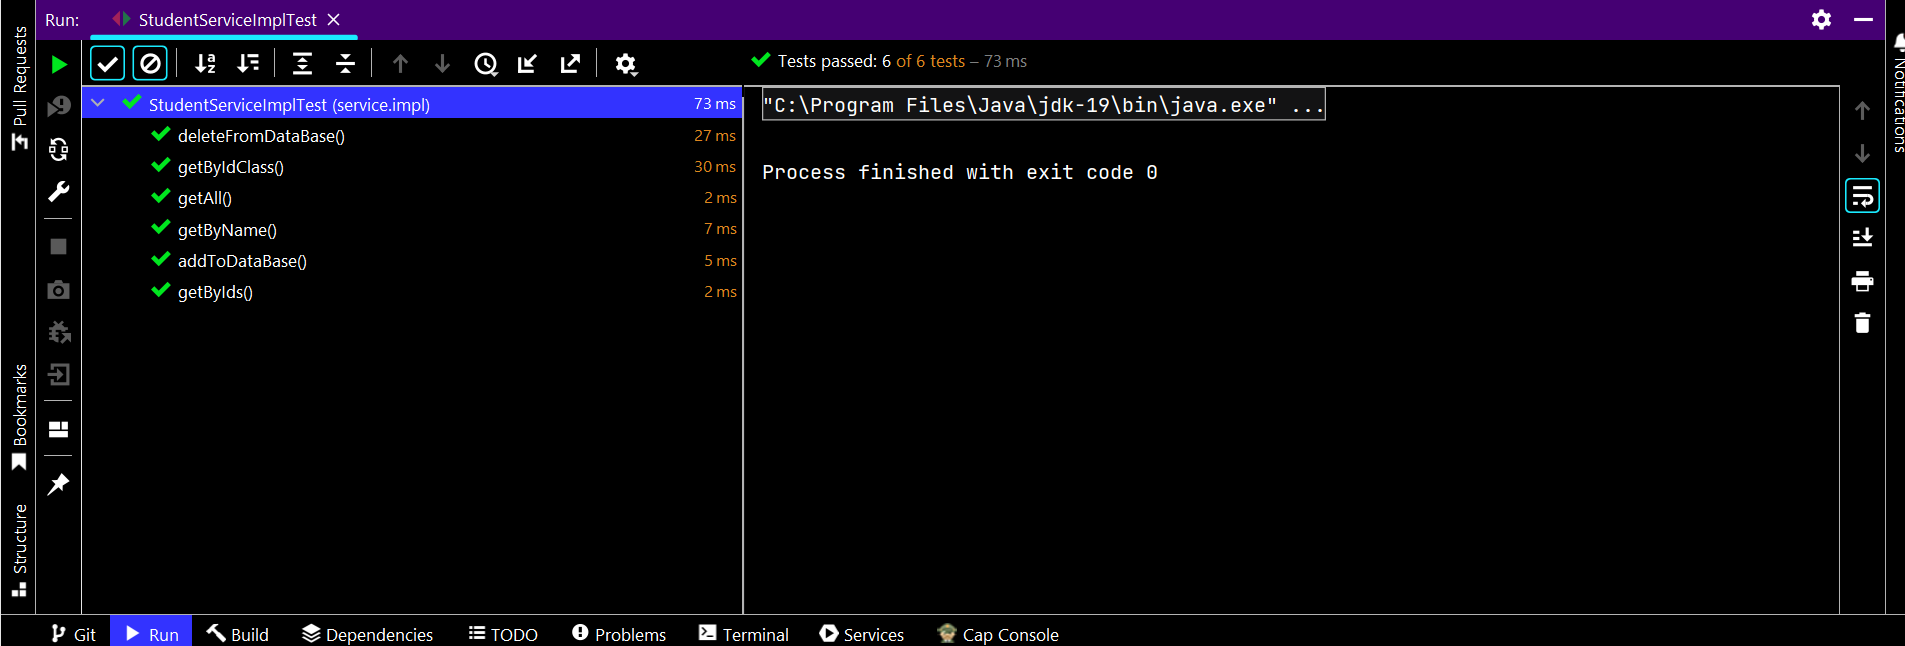 Run: StudentServiceImplTest
Pull Requests
Tests passed: 6 of 6 tests – 73 ms
Notifications
StudentServiceImplTest (service.impl) 73 ms
deleteFromDataBase() 27 ms
getByIdClass() 30 ms
getAll() 2 ms
getByName() 7 ms
addToDataBase() 5 ms
getByIds() 2 ms
"C:\Program Files\Java\jdk-19\bin\java.exe" ...
Process finished with exit code 0
Bookmarks
Structure
Git Run Build Dependencies TODO Problems Terminal Services Cap Console